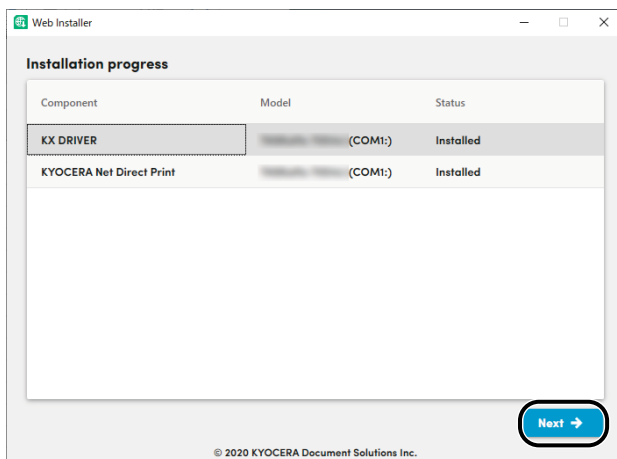 Web Installer
Installation progress
Component Model Status
KX DRIVER (COM1:) Installed
KYOCERA Net Direct Print (COM1:) Installed
Next →
© 2020 KYOCERA Document Solutions Inc.